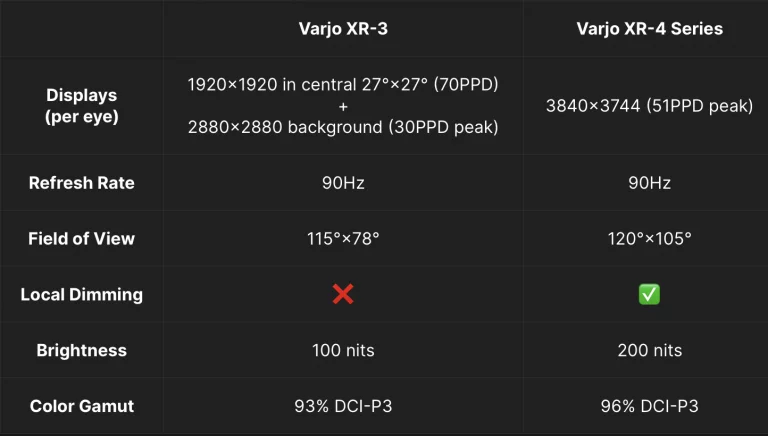 Varjo XR-3
Varjo XR-4 Series
Displays
(per eye)
1920×1920 in central 27°×27° (70PPD)
+
2880×2880 background (30PPD peak)
3840×3744 (51PPD peak)
Refresh Rate
90Hz
90Hz
Field of View
115°×78°
120°×105°
Local Dimming
❌
✅
Brightness
100 nits
200 nits
Color Gamut
93% DCI-P3
96% DCI-P3